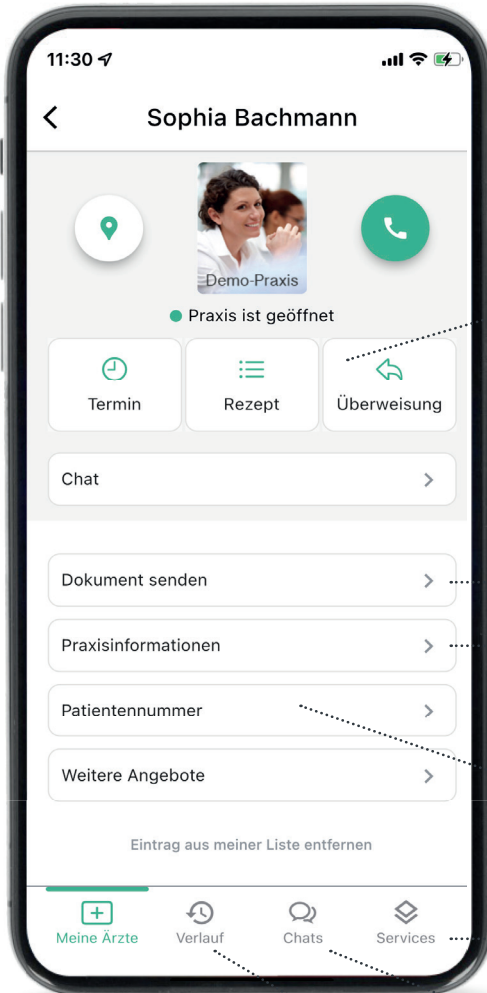 11:30
Sophia Bachmann
Demo-Praxis
Praxis ist geöffnet
Termin
Rezept
Überweisung
Chat
Dokument senden
Praxisinformationen
Patientennummer
Weitere Angebote
Eintrag aus meiner Liste entfernen
Meine Ärzte
Verlauf
Chats
Services